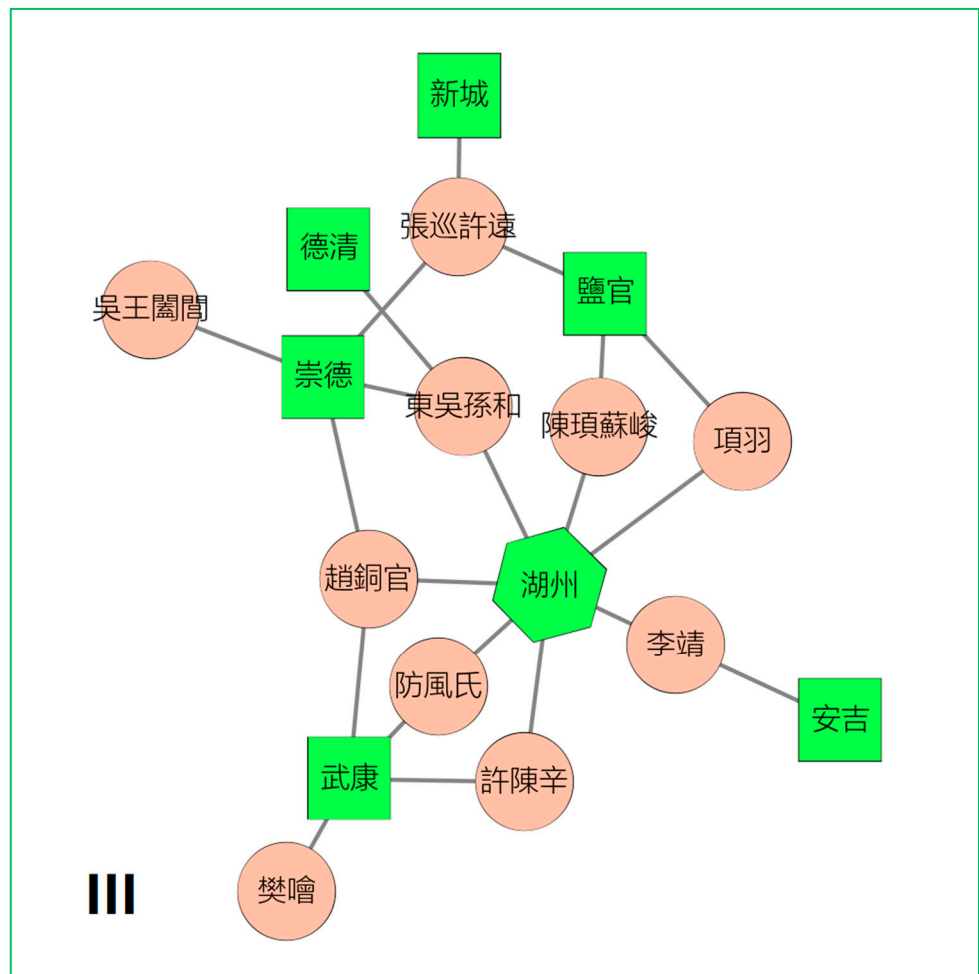 新城
張巡許遠
德清
鹽官
吳王闔閭
崇德
東吳孫和
陳頊蘇峻
項羽
趙銅官
湖州
李靖
防風氏
安吉
武康
許陳辛
樊噲
III